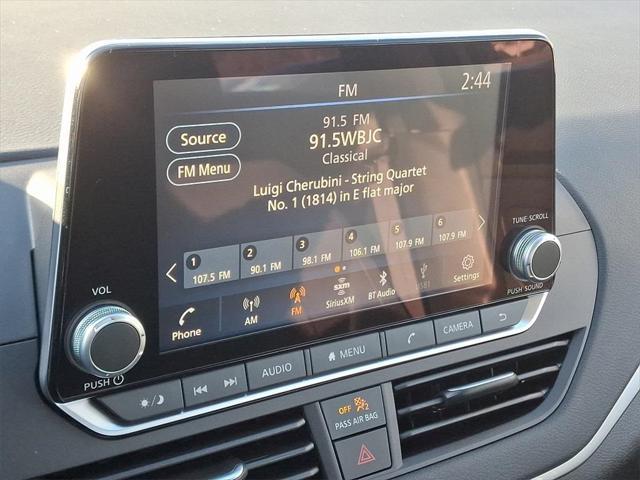 FM
2:44
91.5 FM
91.5WBJC
Classical
Source
FM Menu
Luigi Cherubini - String Quartet
No. 1 (1814) in E flat major
1 2 3 4 5 6
107.5 FM 90.1 FM 98.1 FM 106.1 FM 107.9 FM 107.9 FM
Phone AM FM SiriusXM BT Audio USB1 Settings
sxm
VOL
PUSH
TUNE·SCROLL
PUSH SOUND
AUDIO MENU CAMERA
OFF 2
PASS AIR BAG